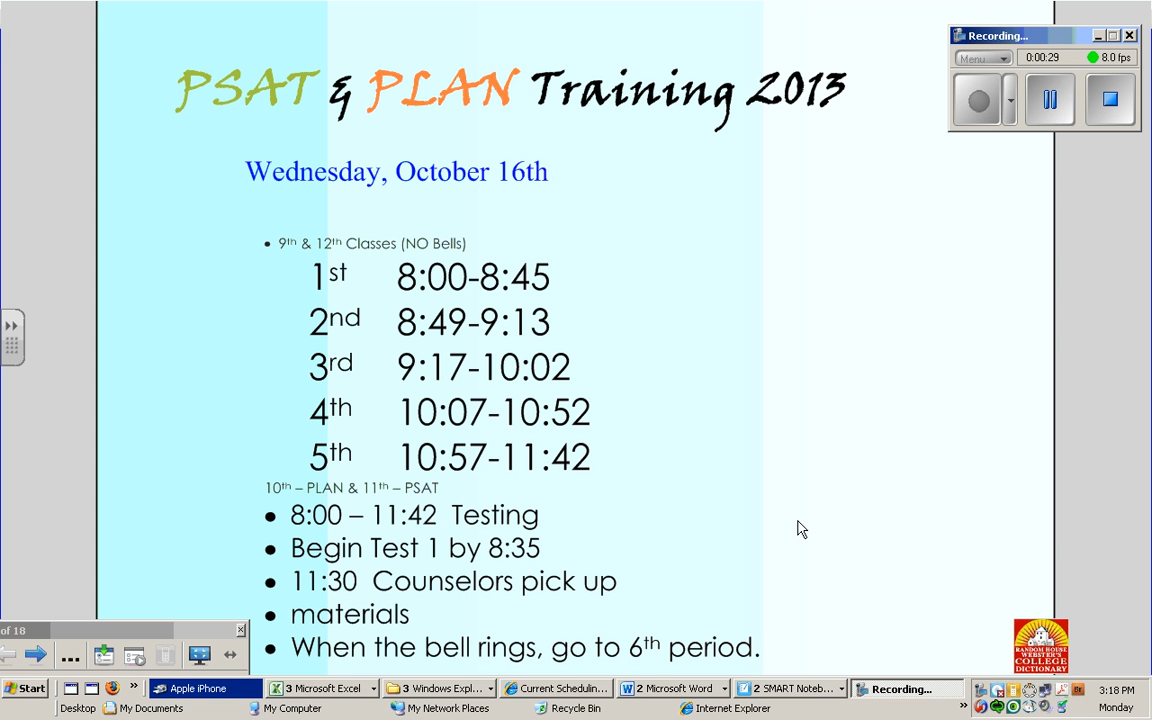 Recording...
Menu
0:00:29
8.0 fps
PSAT & PLAN Training 2013
Wednesday, October 16th
• 9th & 12th Classes (NO Bells)
1st 8:00-8:45
2nd 8:49-9:13
3rd 9:17-10:02
4th 10:07-10:52
5th 10:57-11:42
10th – PLAN & 11th – PSAT
• 8:00 – 11:42 Testing
• Begin Test 1 by 8:35
• 11:30 Counselors pick up
• materials
• When the bell rings, go to 6th period.
of 18
RANDOM HOUSE
WEBSTER'S
COLLEGE
DICTIONARY
Start
Apple iPhone
3 Microsoft Excel
3 Windows Expl...
Current Schedulin...
2 Microsoft Word
2 SMART Noteb...
Recording...
3:18 PM
Desktop
My Documents
My Computer
My Network Places
Recycle Bin
Internet Explorer
Monday